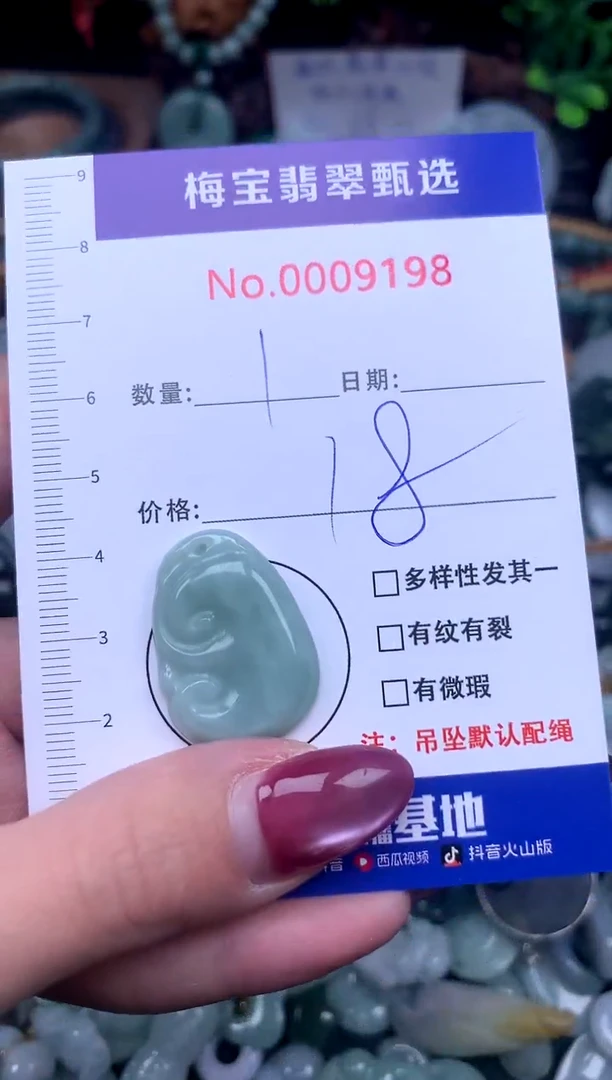 梅宝翡翠甄选
No.0009198
9
8
7
6
5
4
3
2
数量: 1 日期:
价格: 18
□多样性发其一
□有纹有裂
□有微瑕
注: 吊坠默认配绳
播基地
音 西瓜视频 抖音火山版